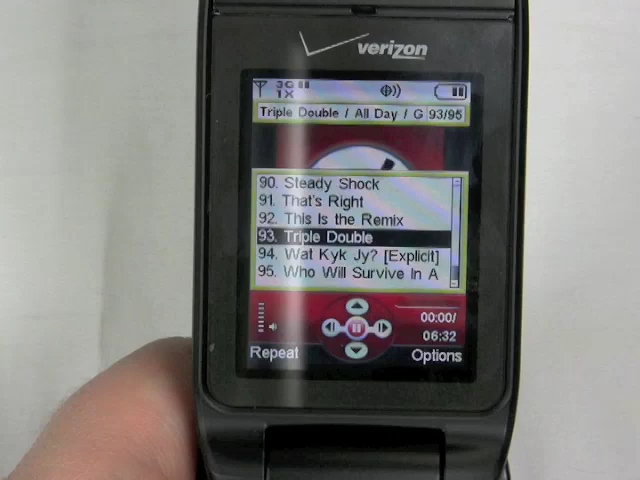 verizon
3G
1X
Triple Double / All Day / G 93/95
90. Steady Shock
91. That's Right
92. This Is the Remix
93. Triple Double
94. Wat Kyk Jy? [Explicit]
95. Who Will Survive In A
00:00/
06:32
Repeat
Options